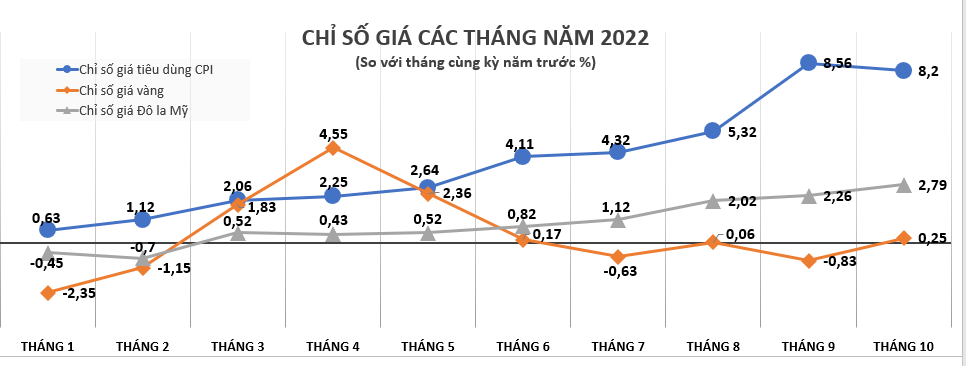 CHỈ SỐ GIÁ CÁC THÁNG NĂM 2022
(So với tháng cùng kỳ năm trước %)
Chỉ số giá tiêu dùng CPI
Chỉ số giá vàng
Chỉ số giá Đô la Mỹ
0,63
1,12
2,06
2,25
2,64
4,11
4,32
5,32
8,56
8,2
-2,35
-1,15
1,83
4,55
2,36
0,17
-0,63
0,06
-0,83
0,25
-0,45
-0,7
0,52
0,43
0,52
0,82
1,12
2,02
2,26
2,79
THÁNG 1
THÁNG 2
THÁNG 3
THÁNG 4
THÁNG 5
THÁNG 6
THÁNG 7
THÁNG 8
THÁNG 9
THÁNG 10